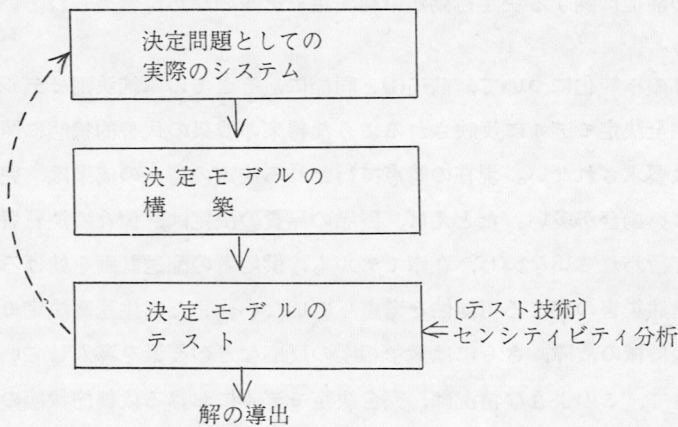 決定問題としての
実際のシステム
決定モデルの
構築
決定モデルの
テスト
〔テスト技術〕
センシティビティ分析
解の導出